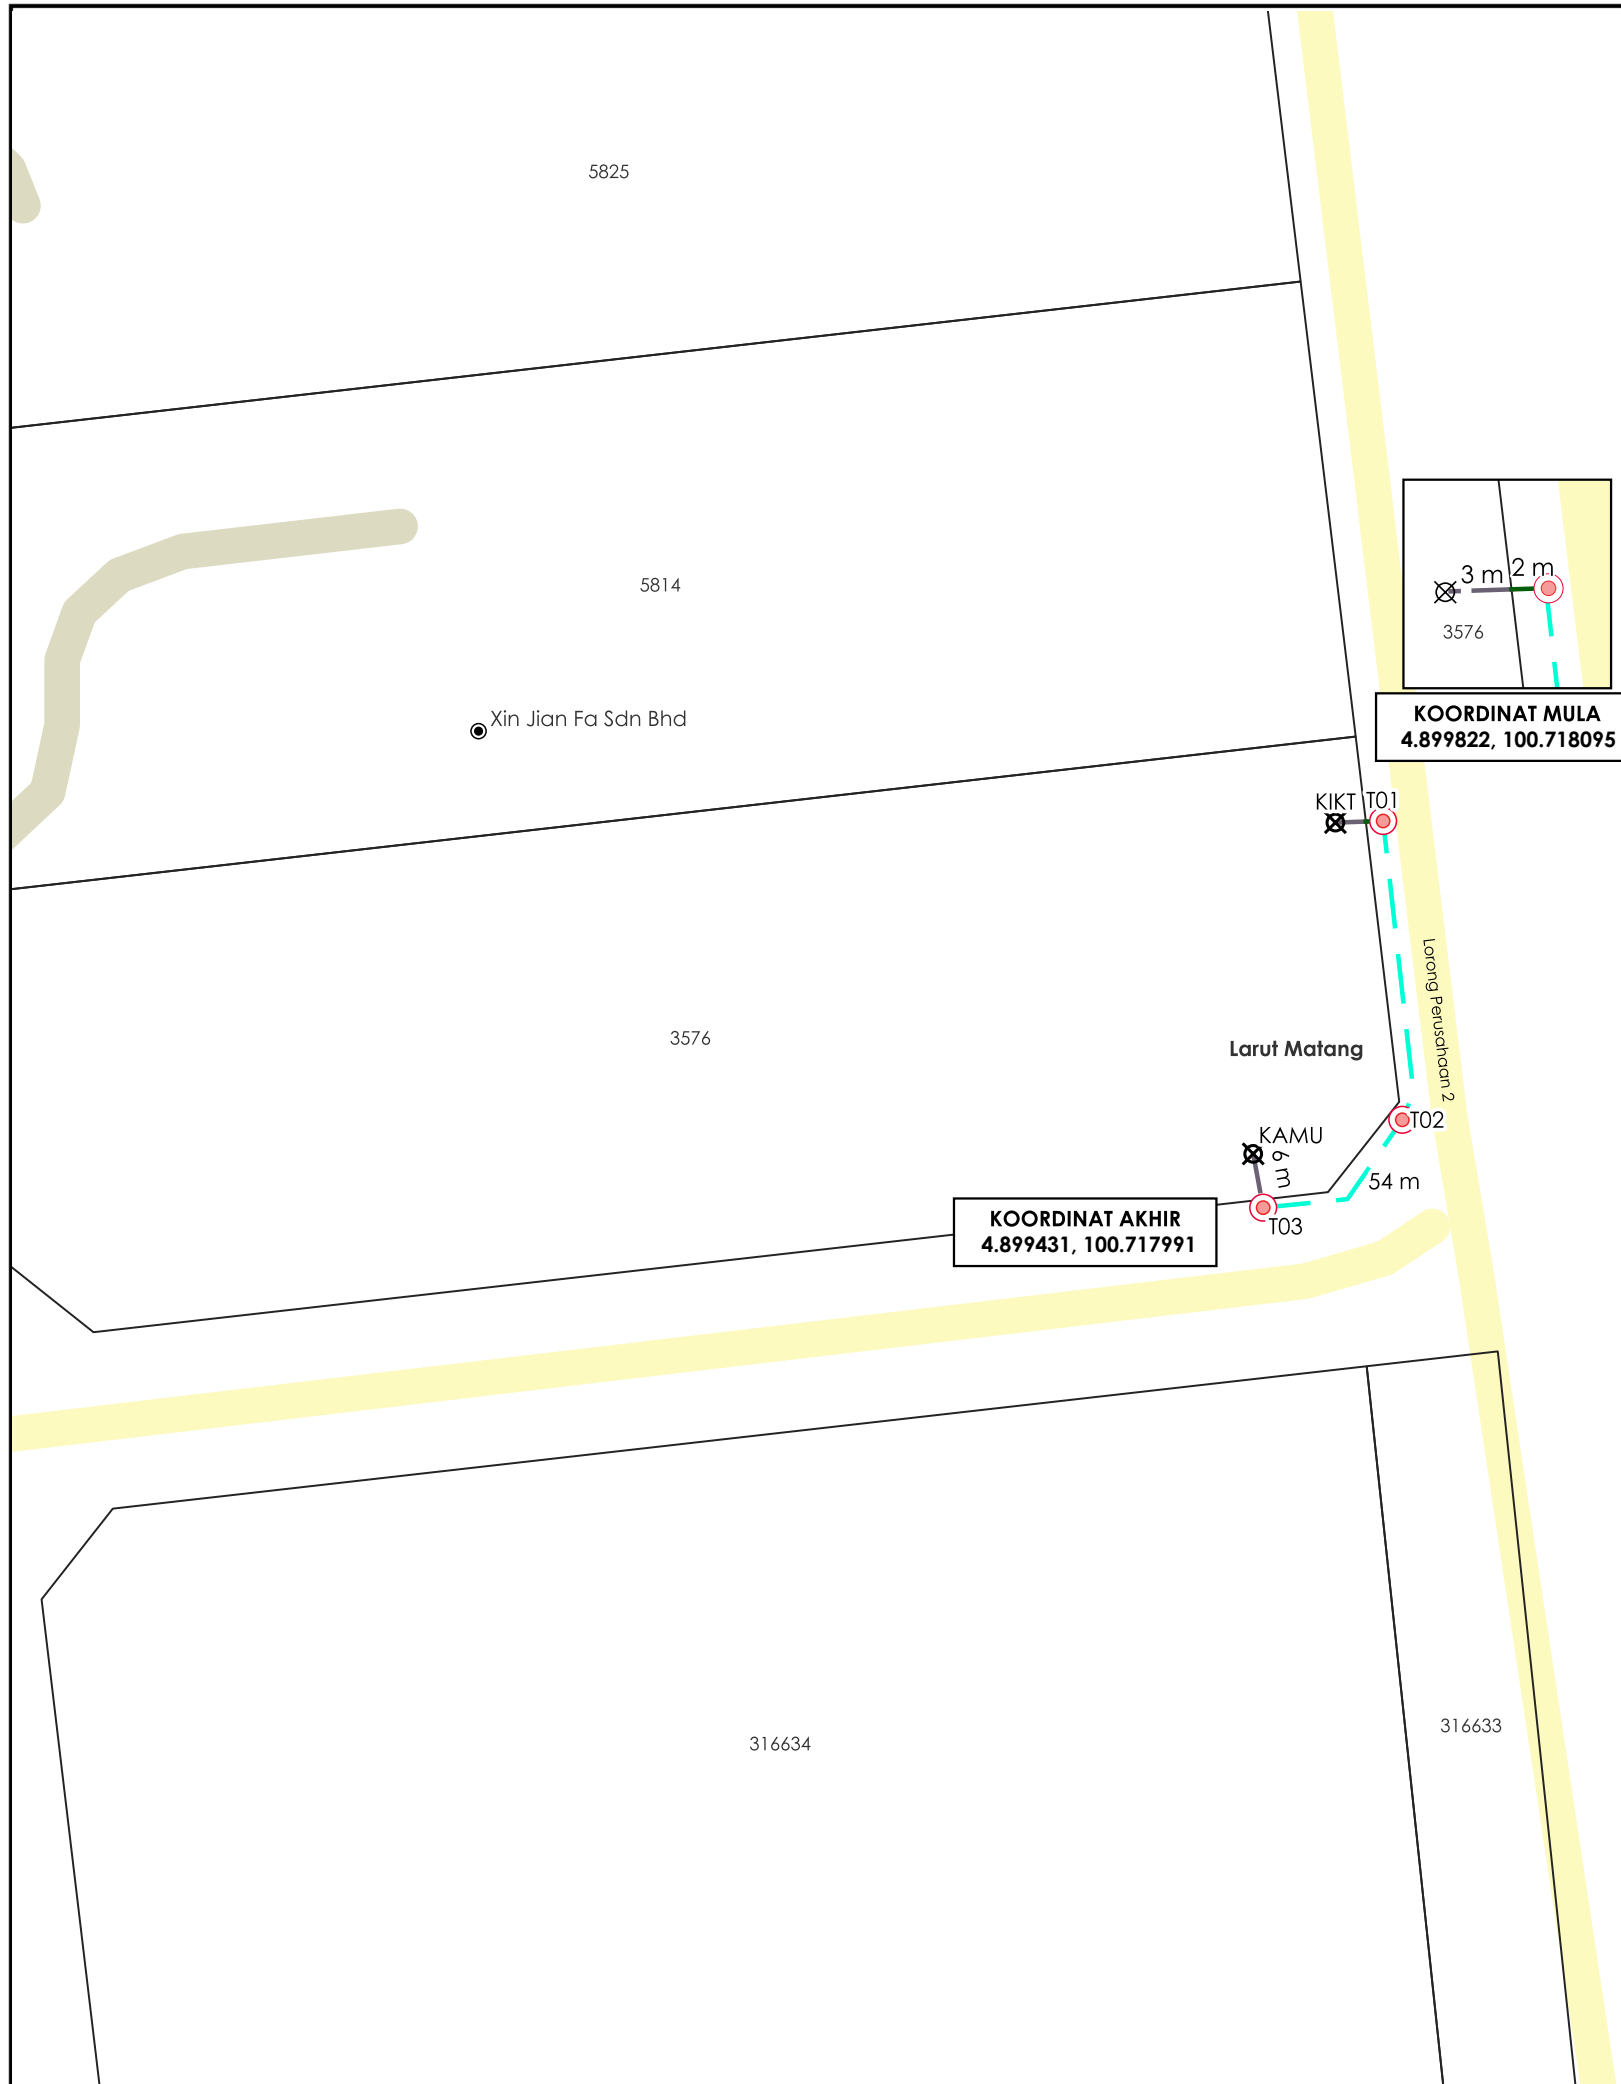 5825
5814
3 m 2 m
3576
Xin Jian Fa Sdn Bhd
KOORDINAT MULA
4.899822, 100.718095
KIKT T01
Lorong Perusahaan 2
3576
Larut Matang
T02
KAMU
6 m
54 m
KOORDINAT AKHIR
4.899431, 100.717991
T03
316633
316634